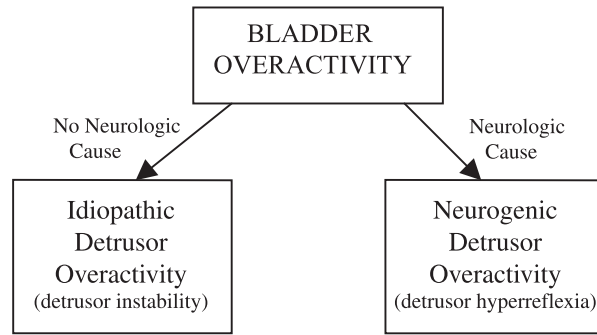 BLADDER
OVERACTIVITY
No Neurologic
Cause
Neurologic
Cause
Idiopathic
Detrusor
Overactivity
(detrusor instability)
Neurogenic
Detrusor
Overactivity
(detrusor hyperreflexia)